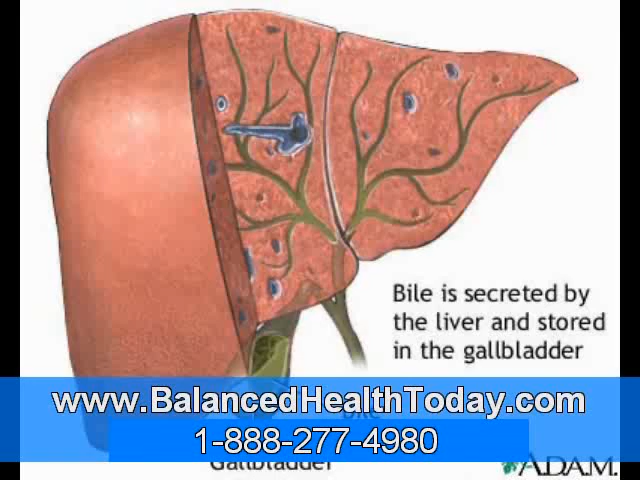 Bile is secreted by
the liver and stored
in the gallbladder
www.BalancedHealthToday.com
Bile
1-888-277-4980
Gallbladder
A.D.A.M.